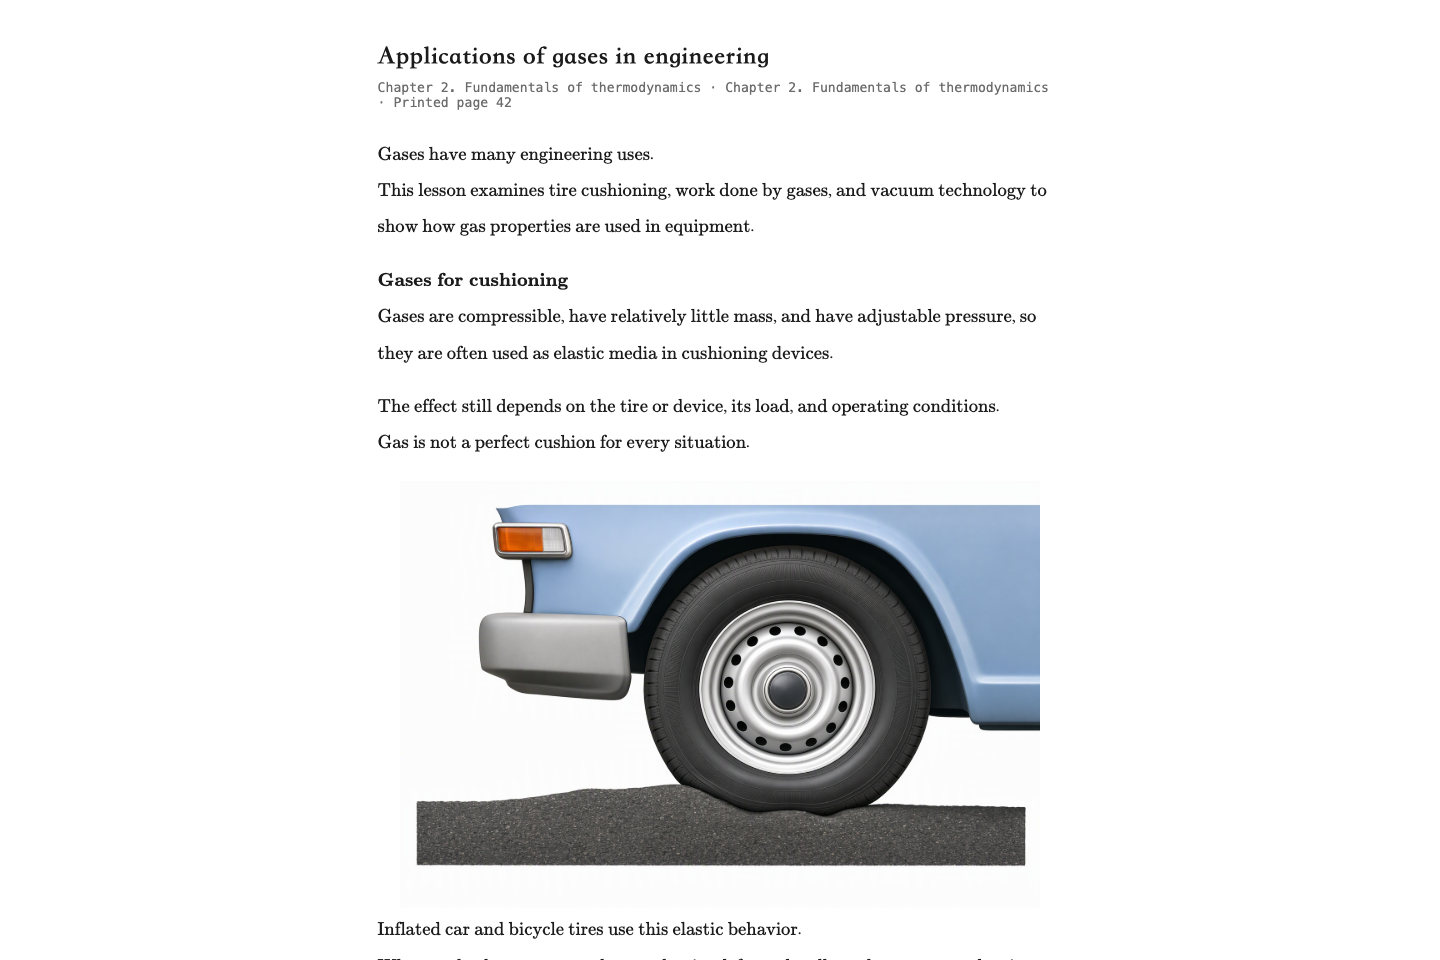 Applications of gases in engineering
Chapter 2. Fundamentals of thermodynamics · Chapter 2. Fundamentals of thermodynamics
· Printed page 42
Gases have many engineering uses.
This lesson examines tire cushioning, work done by gases, and vacuum technology to
show how gas properties are used in equipment.
Gases for cushioning
Gases are compressible, have relatively little mass, and have adjustable pressure, so
they are often used as elastic media in cushioning devices.
The effect still depends on the tire or device, its load, and operating conditions.
Gas is not a perfect cushion for every situation.
Inflated car and bicycle tires use this elastic behavior.